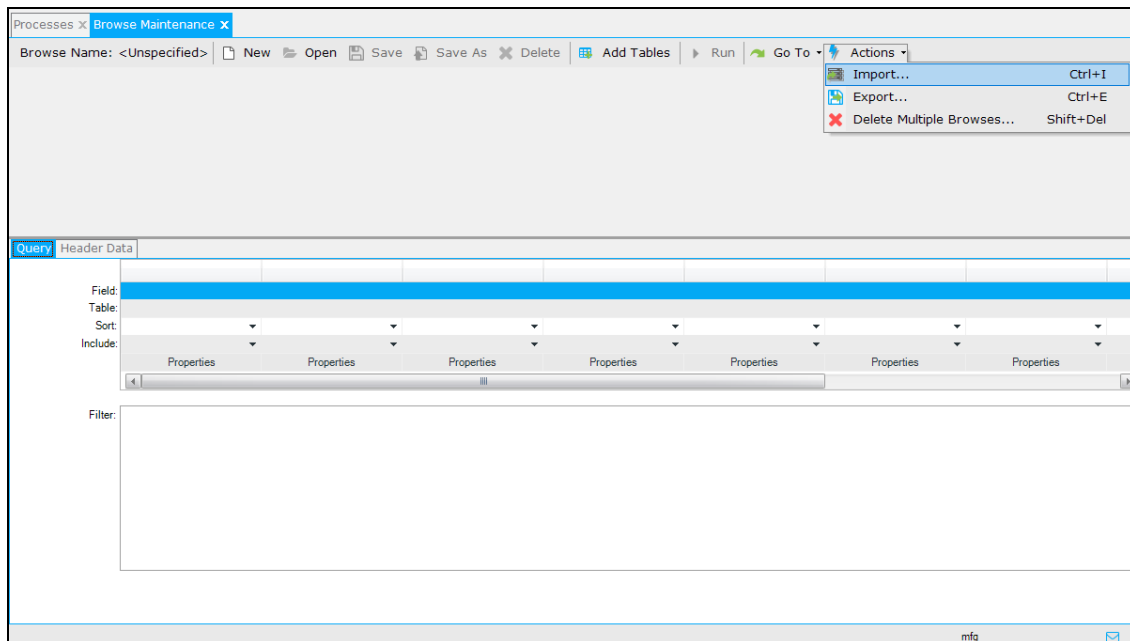 Processes X Browse Maintenance X
Browse Name: <Unspecified> New Open Save Save As Delete Add Tables Run Go To Actions
Import... Ctrl+I
Export... Ctrl+E
Delete Multiple Browses... Shift+Del
Query Header Data
Field:
Table:
Sort:
Include:
Properties Properties Properties Properties Properties Properties Properties
Filter:
mfg